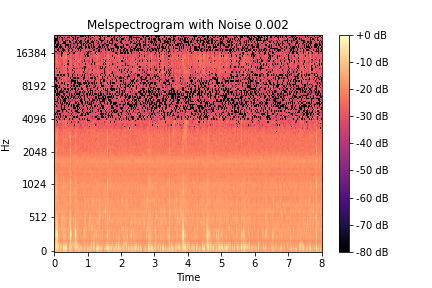 Melspectrogram with Noise 0.002
16384
8192
4096
2048
1024
512
0
Hz
0 1 2 3 4 5 6 7 8
Time
+0 dB
-10 dB
-20 dB
-30 dB
-40 dB
-50 dB
-60 dB
-70 dB
-80 dB